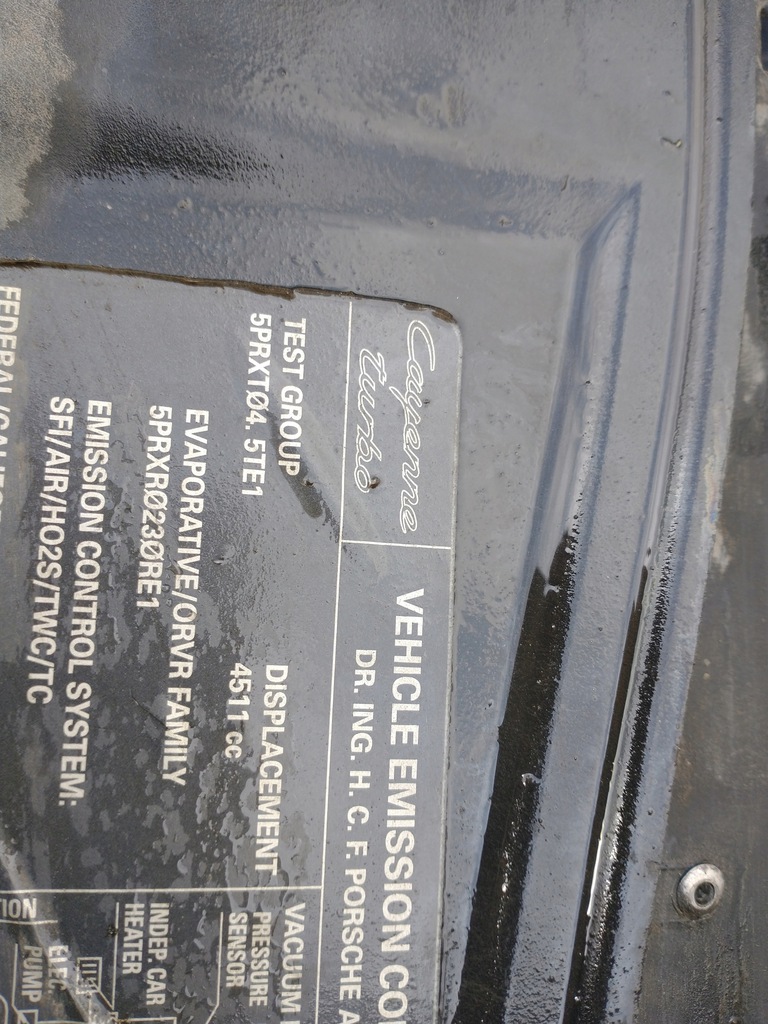 Cayenne
turbo
VEHICLE EMISSION CO
DR. ING. H. C. F. PORSCHE A
TEST GROUP
5PRXTØ4. 5TE1
DISPLACEMENT
4511 cc
EVAPORATIVE/ORVR FAMILY
5PRXRØ23ØRE1
EMISSION CONTROL SYSTEM:
SFI/AIR/HO2S/TWC/TC
VACUUM
PRESSURE
SENSOR
INDEP. CAR
HEATER
ELEC
PUMP
FEDERAL